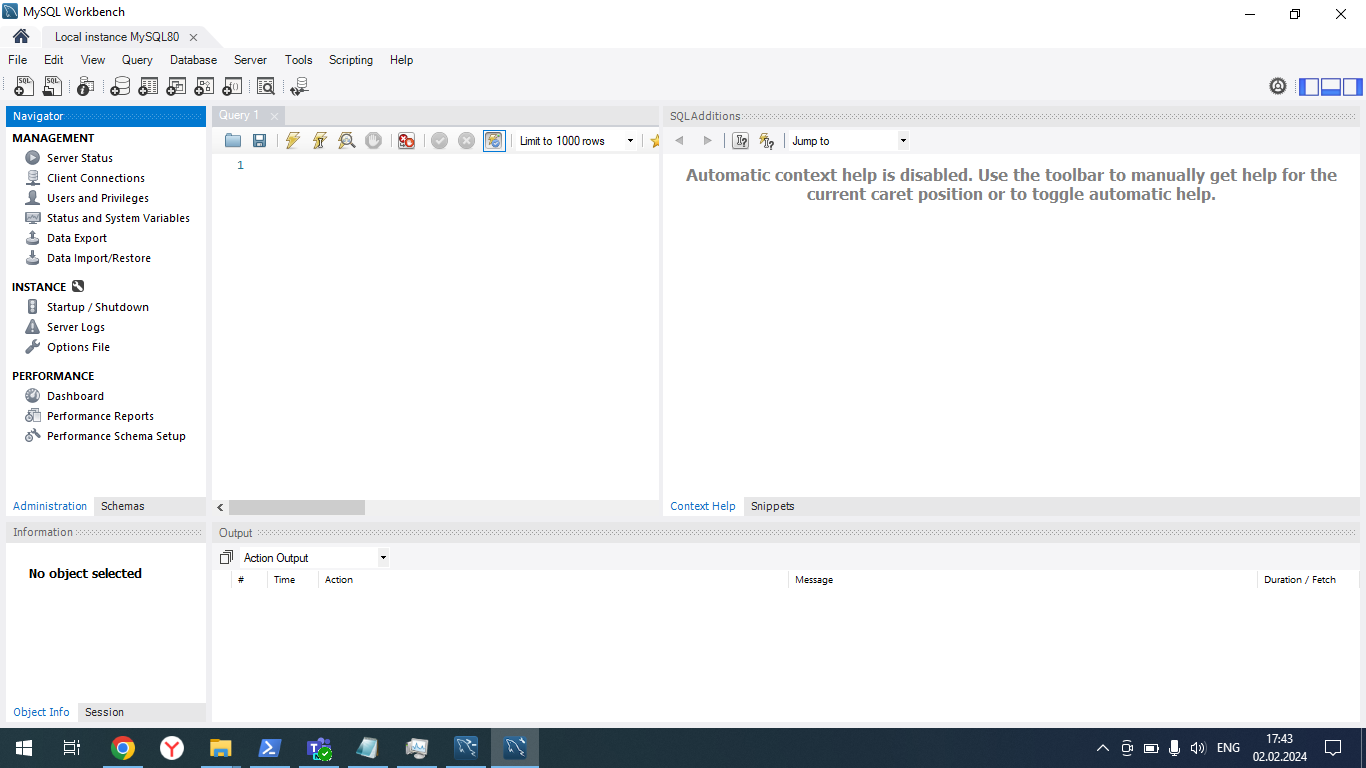 MySQL Workbench
Local instance MySQL80
File Edit View Query Database Server Tools Scripting Help
Navigator
MANAGEMENT
Server Status
Client Connections
Users and Privileges
Status and System Variables
Data Export
Data Import/Restore
INSTANCE
Startup / Shutdown
Server Logs
Options File
PERFORMANCE
Dashboard
Performance Reports
Performance Schema Setup
Administration Schemas
Information
No object selected
Object Info Session
Query 1
Limit to 1000 rows
1
SQLAdditions
Jump to
Automatic context help is disabled. Use the toolbar to manually get help for the
current caret position or to toggle automatic help.
Context Help Snippets
Output
Action Output
# Time Action Message Duration / Fetch
ENG
17:43
02.02.2024